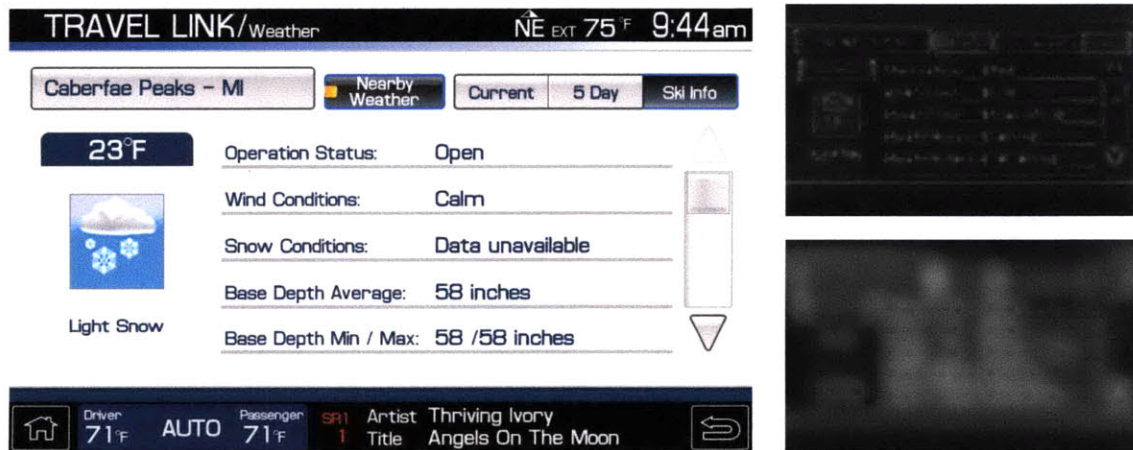 TRAVEL LINK/Weather NE EXT 75°F 9:44am
Caberfae Peaks - MI Nearby Weather Current 5 Day Ski Info
23°F
Operation Status: Open
Wind Conditions: Calm
Snow Conditions: Data unavailable
Base Depth Average: 58 inches
Light Snow
Base Depth Min / Max: 58 /58 inches
Driver 71°F AUTO Passenger 71°F SR1 1 Artist Thriving Ivory
Title Angels On The Moon